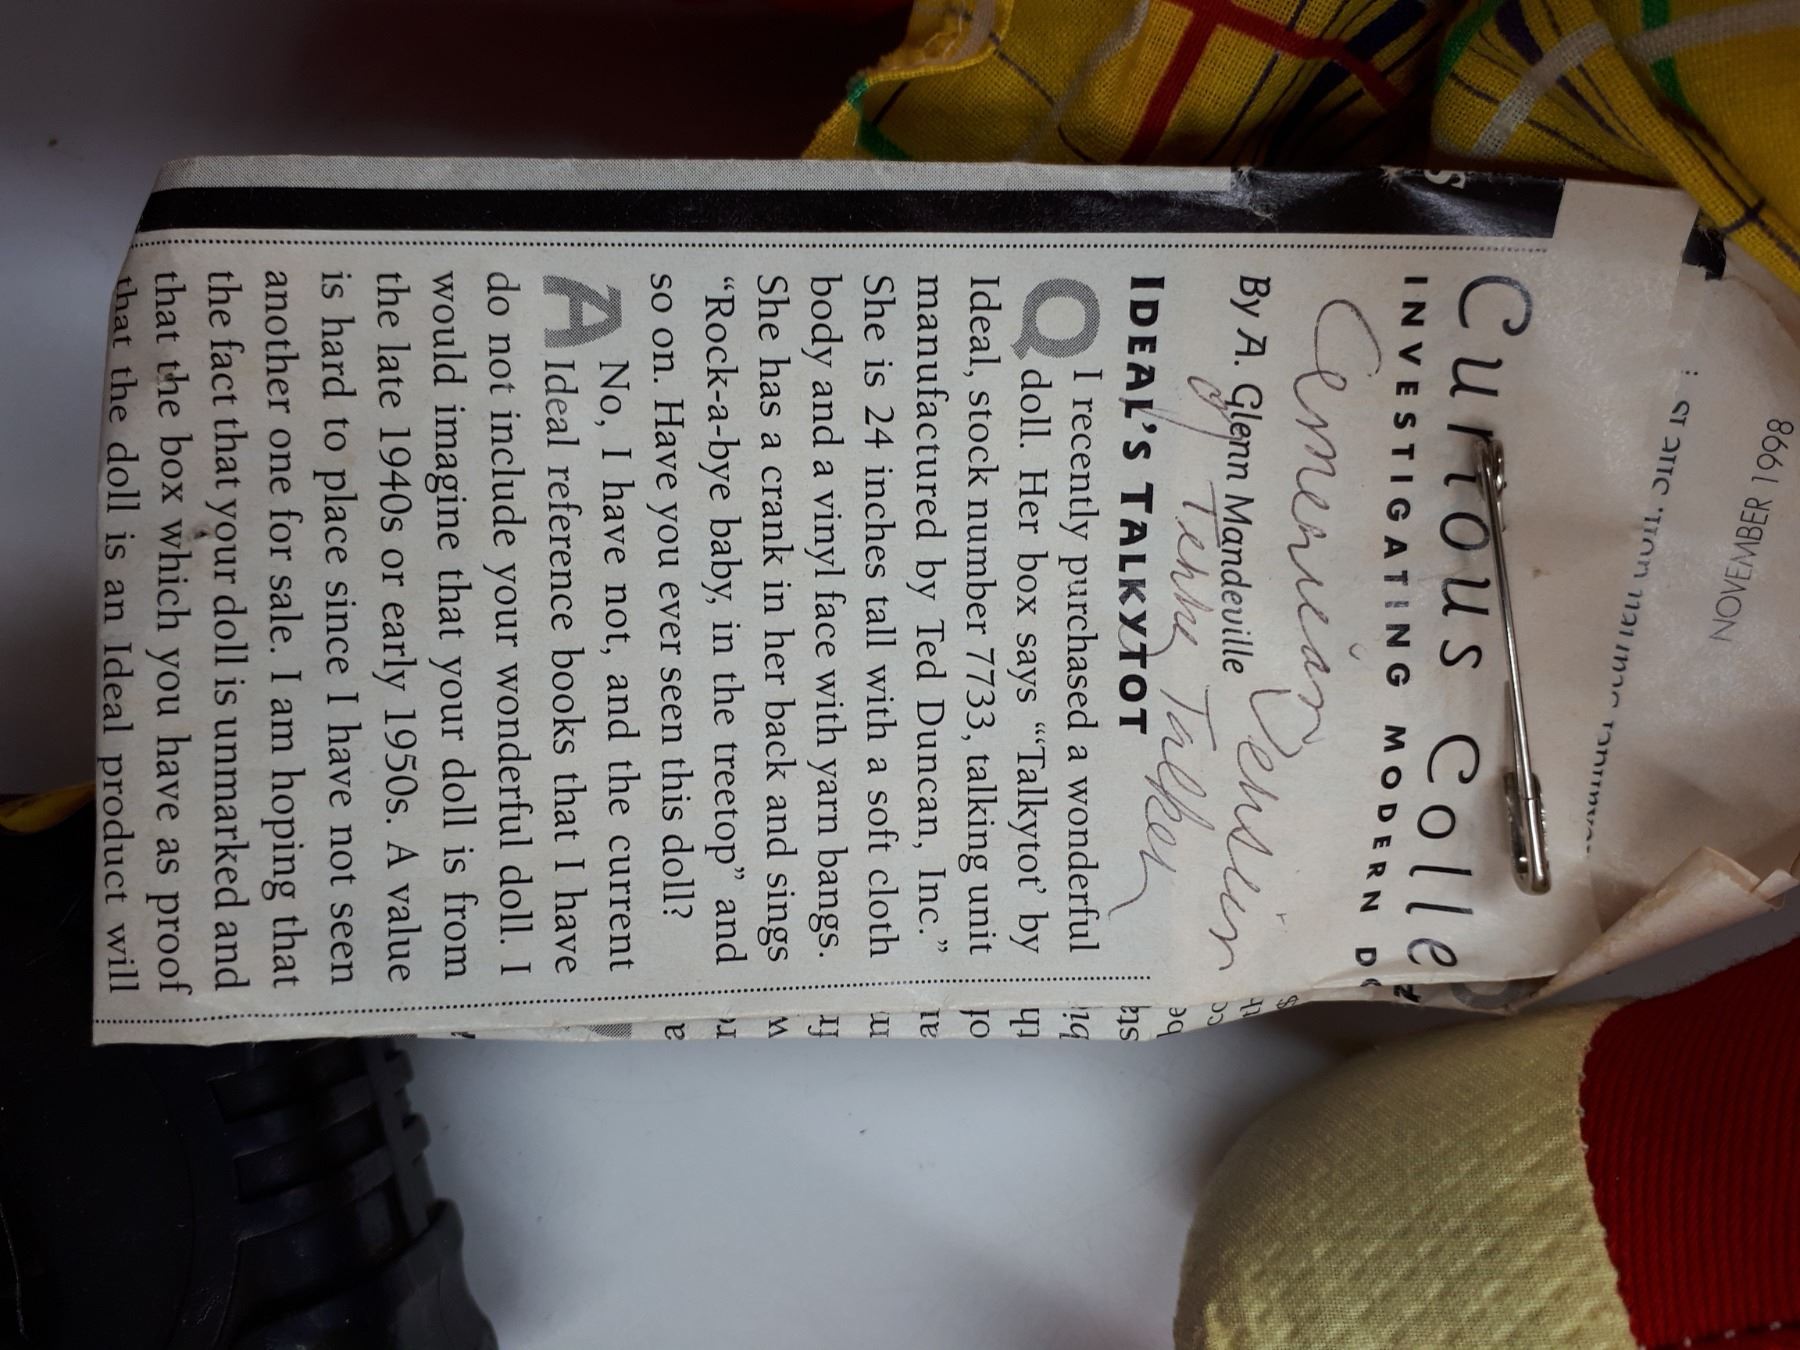 NOVEMBER 1998
Curious Colle
INVESTIGATING MODERN DO
Cemerican Version
By A. Glenn Mandeville
of Terry Talker
IDEAL'S TALKYTOT
Q I recently purchased a wonderful
doll. Her box says “‘Talkytot’ by
Ideal, stock number 7733, talking unit
manufactured by Ted Duncan, Inc.”
She is 24 inches tall with a soft cloth
body and a vinyl face with yarn bangs.
She has a crank in her back and sings
“Rock-a-bye baby, in the treetop” and
so on. Have you ever seen this doll?
A No, I have not, and the current
Ideal reference books that I have
do not include your wonderful doll. I
would imagine that your doll is from
the late 1940s or early 1950s. A value
is hard to place since I have not seen
another one for sale. I am hoping that
the fact that your doll is unmarked and
that the box which you have as proof
that the doll is an Ideal product will